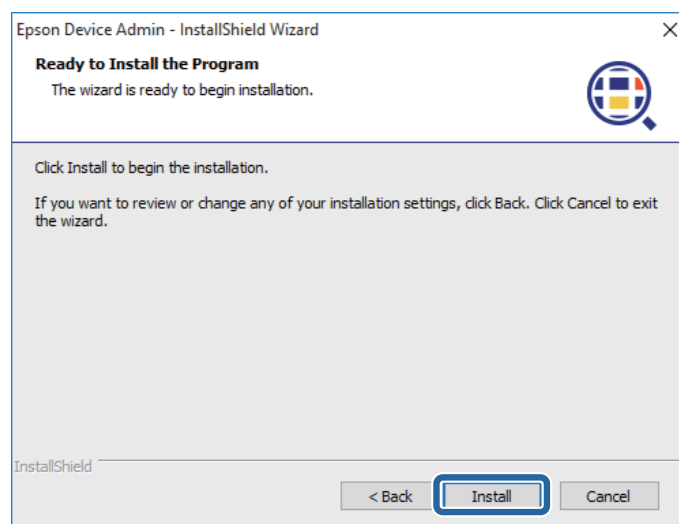 Epson Device Admin - InstallShield Wizard
Ready to Install the Program
The wizard is ready to begin installation.
Click Install to begin the installation.
If you want to review or change any of your installation settings, click Back. Click Cancel to exit
the wizard.
InstallShield
< Back Install Cancel